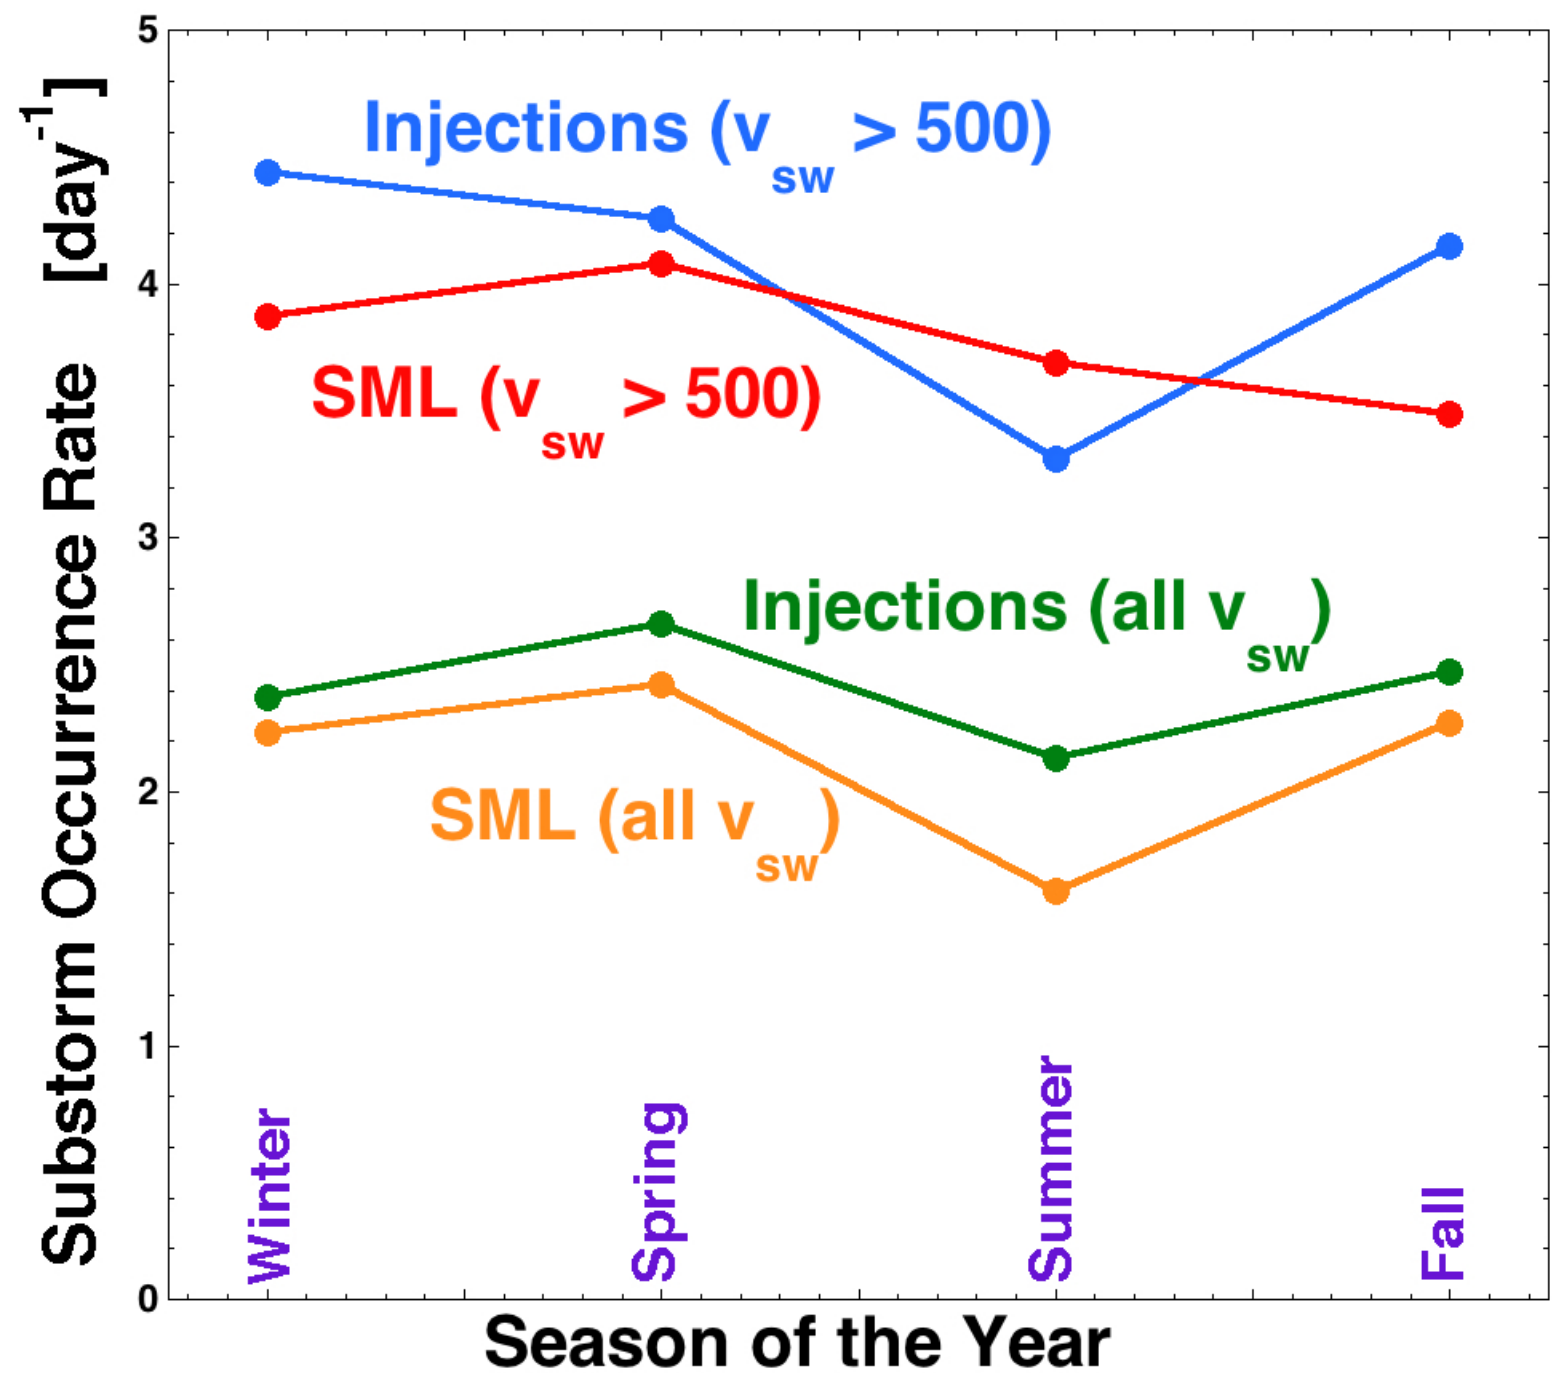 Substorm Occurrence Rate [day-1]
5
4
3
2
1
0
Injections (vsw > 500)
SML (vsw > 500)
Injections (all vsw)
SML (all vsw)
Winter
Spring
Summer
Fall
Season of the Year